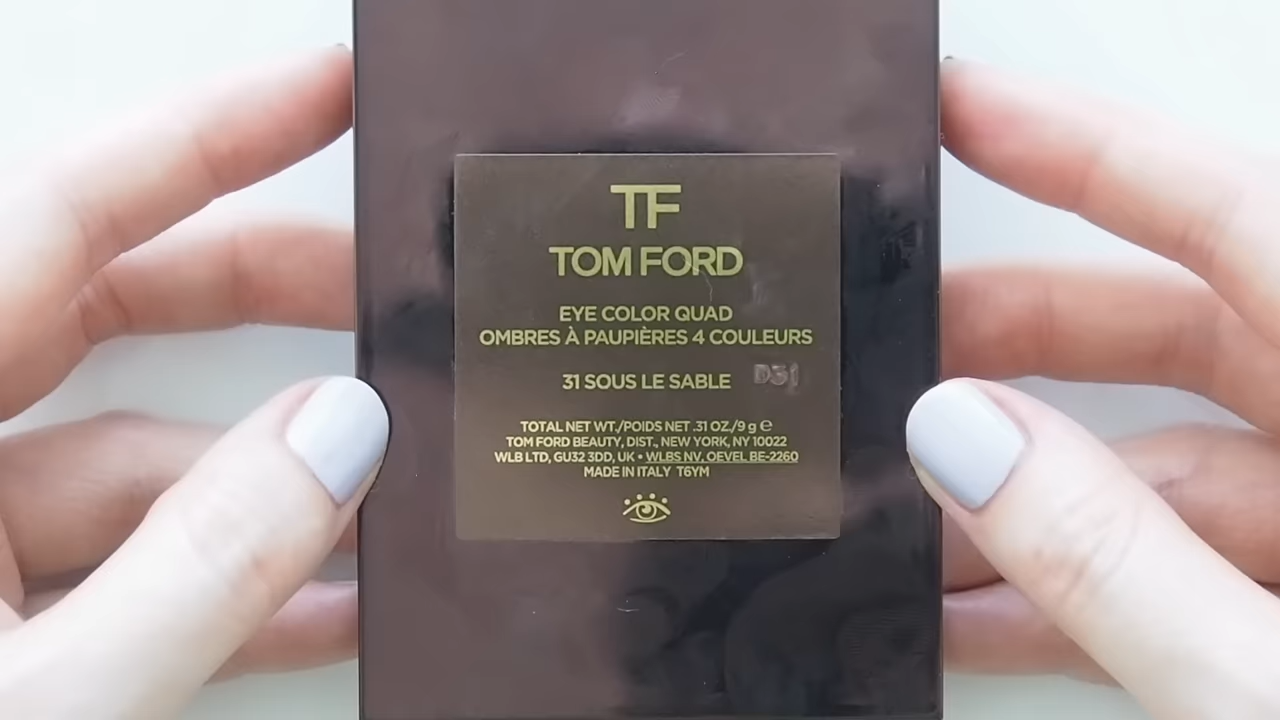 TF
TOM FORD
EYE COLOR QUAD
OMBRES À PAUPIÈRES 4 COULEURS
31 SOUS LE SABLE
D31
TOTAL NET WT./POIDS NET .31 OZ./9 g ℮
TOM FORD BEAUTY, DIST., NEW YORK, NY 10022
WLB LTD, GU32 3DD, UK • WLBS NV, OEVEL BE-2260
MADE IN ITALY T6YM